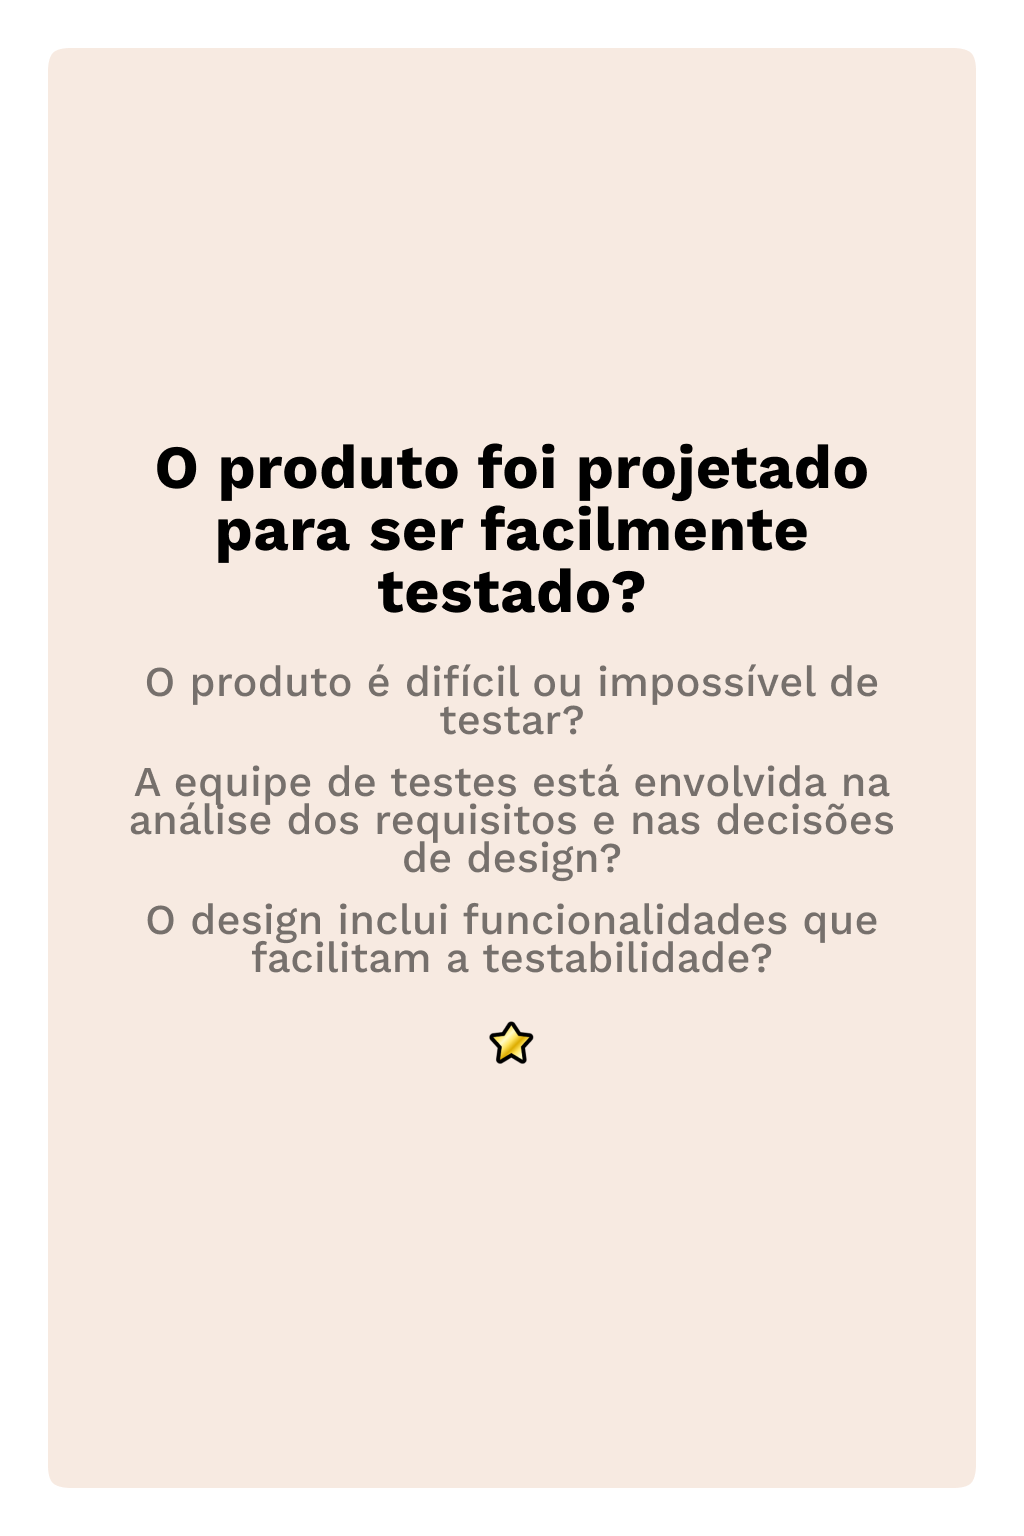 O produto foi projetado
para ser facilmente
testado?
O produto é difícil ou impossível de
testar?
A equipe de testes está envolvida na
análise dos requisitos e nas decisões
de design?
O design inclui funcionalidades que
facilitam a testabilidade?